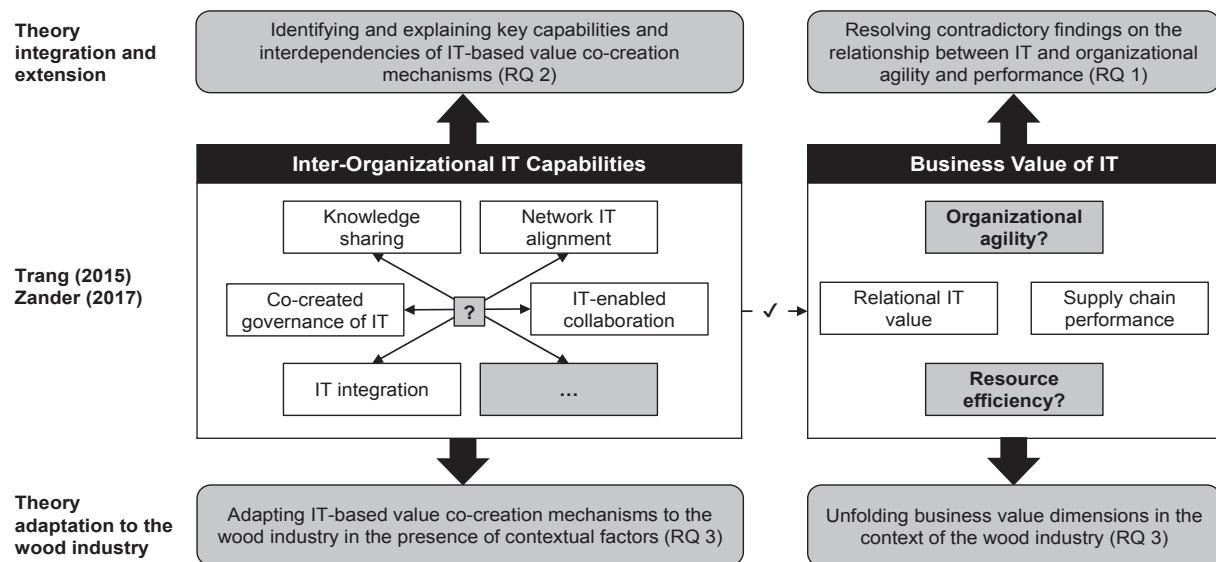 Theory
integration and
extension
Identifying and explaining key capabilities and
interdependencies of IT-based value co-creation
mechanisms (RQ 2)
Resolving contradictory findings on the
relationship between IT and organizational
agility and performance (RQ 1)
Inter-Organizational IT Capabilities
Business Value of IT
Trang (2015)
Zander (2017)
Knowledge
sharing
Network IT
alignment
Co-created
governance of IT
?
IT-enabled
collaboration
IT integration
...
✓
Organizational
agility?
Relational IT
value
Supply chain
performance
Resource
efficiency?
Theory
adaptation to the
wood industry
Adapting IT-based value co-creation mechanisms to the
wood industry in the presence of contextual factors (RQ 3)
Unfolding business value dimensions in the
context of the wood industry (RQ 3)